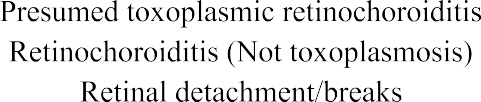 Presumed toxoplasmic retinochoroiditis
Retinochoroiditis (Not toxoplasmosis)
Retinal detachment/breaks